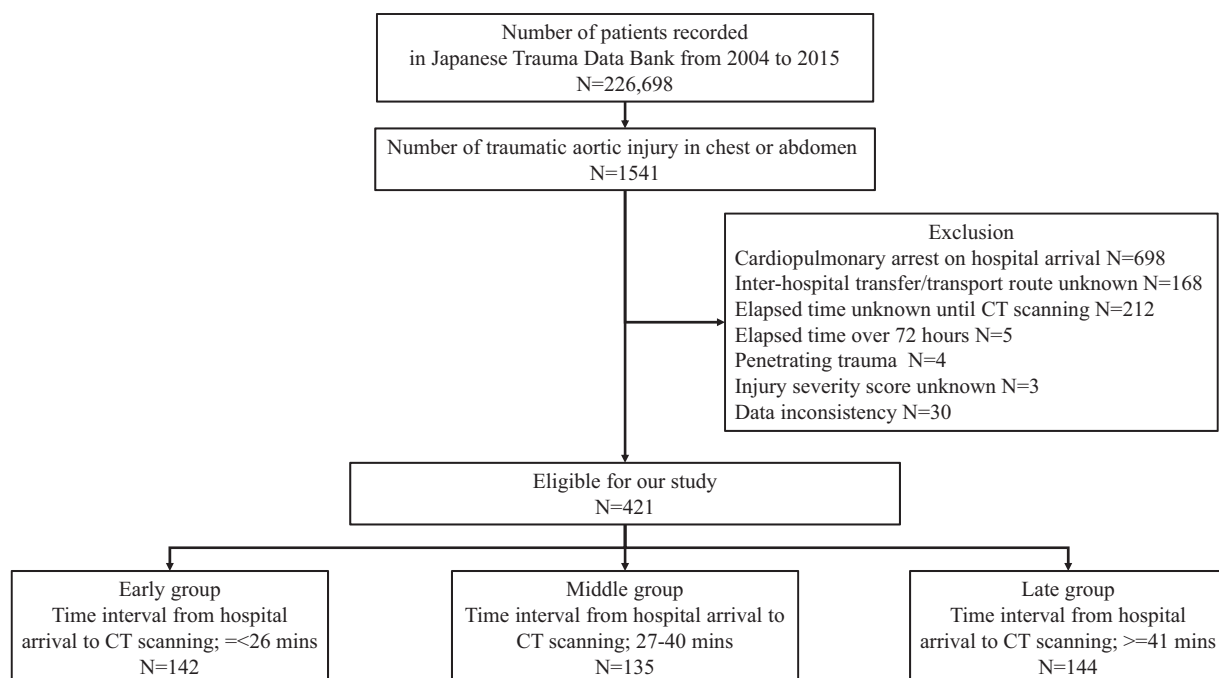 Number of patients recorded
in Japanese Trauma Data Bank from 2004 to 2015
N=226,698
Number of traumatic aortic injury in chest or abdomen
N=1541
Exclusion
Cardiopulmonary arrest on hospital arrival N=698
Inter-hospital transfer/transport route unknown N=168
Elapsed time unknown until CT scanning N=212
Elapsed time over 72 hours N=5
Penetrating trauma N=4
Injury severity score unknown N=3
Data inconsistency N=30
Eligible for our study
N=421
Early group
Time interval from hospital
arrival to CT scanning; =<26 mins
N=142
Middle group
Time interval from hospital arrival to
CT scanning; 27-40 mins
N=135
Late group
Time interval from hospital
arrival to CT scanning; >=41 mins
N=144